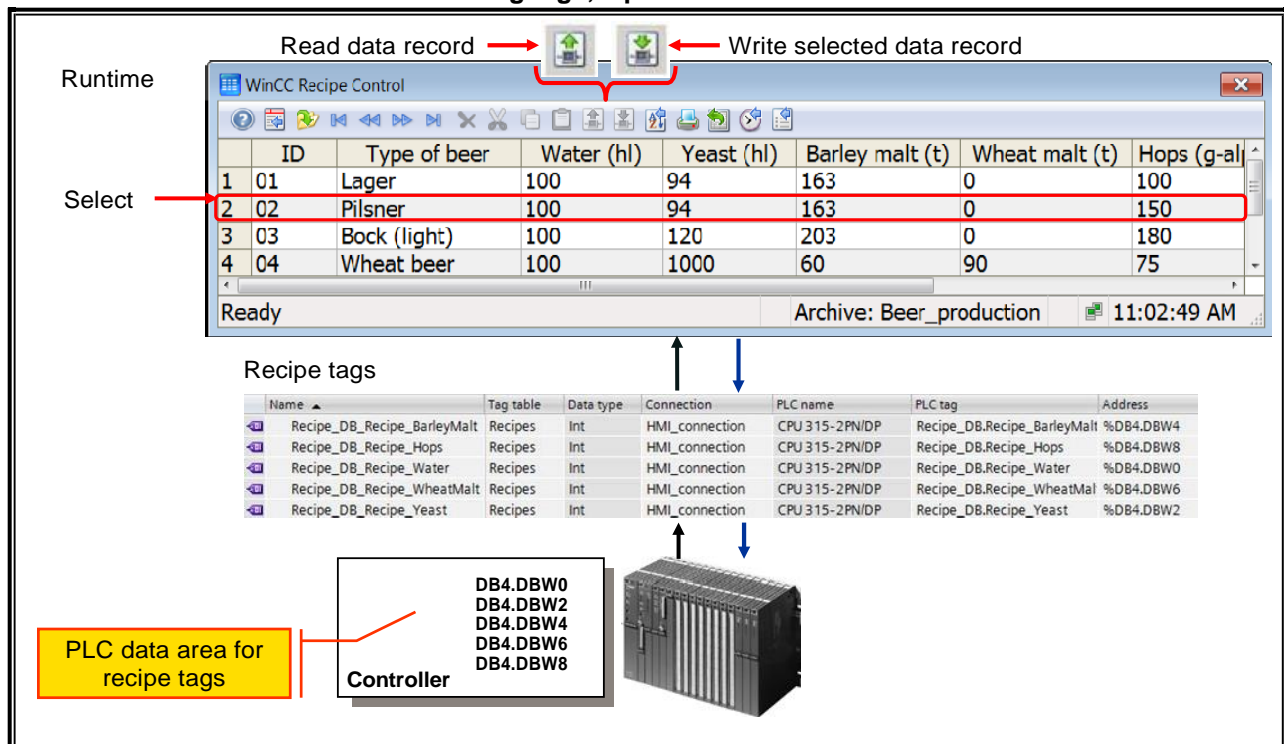 Read data record
Write selected data record
Runtime
WinCC Recipe Control
ID Type of beer Water (hl) Yeast (hl) Barley malt (t) Wheat malt (t) Hops (g-al
1 01 Lager 100 94 163 0 100
Select
2 02 Pilsner 100 94 163 0 150
3 03 Bock (light) 100 120 203 0 180
4 04 Wheat beer 100 1000 60 90 75
Ready Archive: Beer_production 11:02:49 AM
Recipe tags
Name Tag table Data type Connection PLC name PLC tag Address
Recipe_DB_Recipe_BarleyMalt Recipes Int HMI_connection CPU 315-2PN/DP Recipe_DB.Recipe_BarleyMalt %DB4.DBW4
Recipe_DB_Recipe_Hops Recipes Int HMI_connection CPU 315-2PN/DP Recipe_DB.Recipe_Hops %DB4.DBW8
Recipe_DB_Recipe_Water Recipes Int HMI_connection CPU 315-2PN/DP Recipe_DB.Recipe_Water %DB4.DBW0
Recipe_DB_Recipe_WheatMalt Recipes Int HMI_connection CPU 315-2PN/DP Recipe_DB.Recipe_WheatMal %DB4.DBW6
Recipe_DB_Recipe_Yeast Recipes Int HMI_connection CPU 315-2PN/DP Recipe_DB.Recipe_Yeast %DB4.DBW2
DB4.DBW0
DB4.DBW2
DB4.DBW4
DB4.DBW6
DB4.DBW8
Controller
PLC data area for
recipe tags